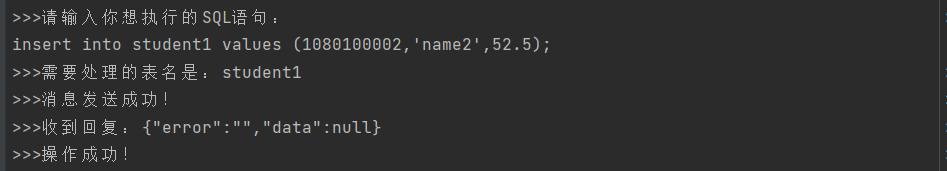 >>>请输入你想执行的SQL语句：
insert into student1 values (1080100002,'name2',52.5);
>>>需要处理的表名是：student1
>>>消息发送成功！
>>>收到回复：{"error":"","data":null}
>>>操作成功！